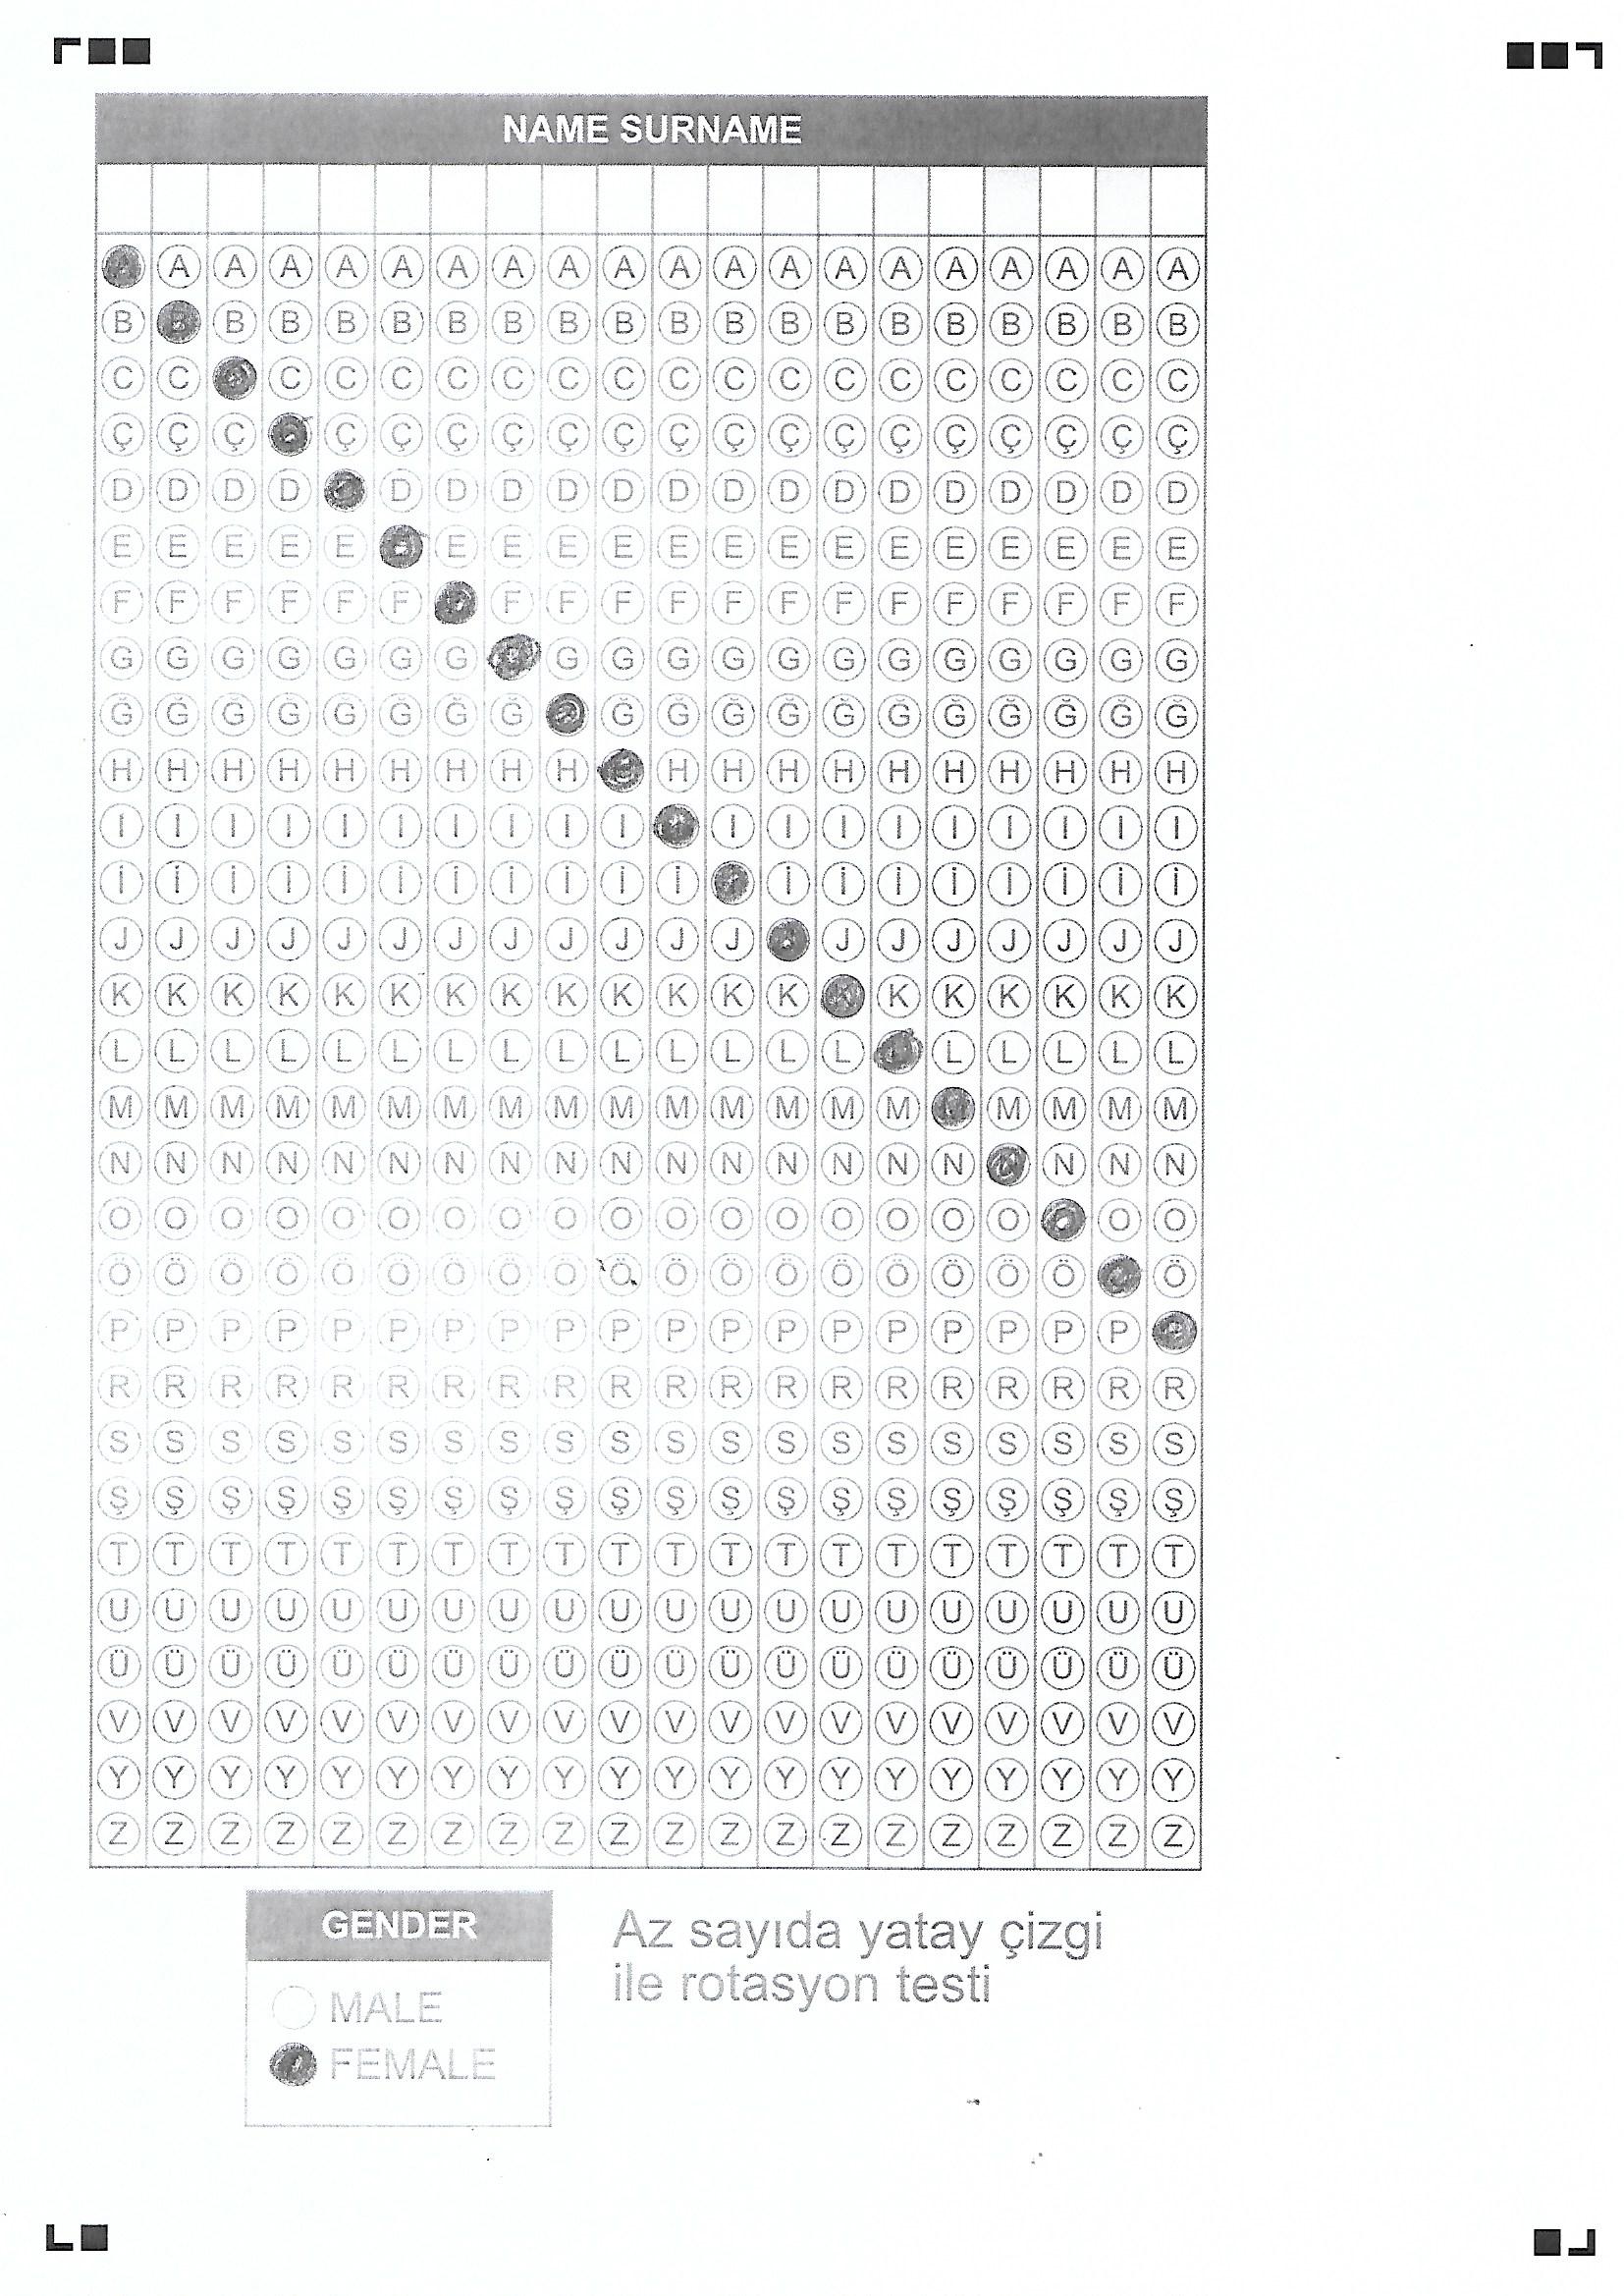 NAME SURNAME
A A A A A A A A A A A A A A A A A A A A
B B B B B B B B B B B B B B B B B B B B
C C C C C C C C C C C C C C C C C C C
Ç Ç Ç Ç Ç Ç Ç Ç Ç Ç Ç Ç Ç Ç Ç Ç Ç Ç Ç
D D D D D D D D D D D D D D D D D D D
E E E E E E E E E E E E E E E E E E E
F F F F F F F F F F F F F F F F F F F
G G G G G G G G G G G G G G G G G G G
Ğ Ğ Ğ Ğ Ğ Ğ Ğ Ğ Ğ Ğ Ğ Ğ Ğ Ğ Ğ Ğ Ğ Ğ Ğ
H H H H H H H H H H H H H H H H H H H
I I I I I I I I I I I I I I I I I I I
İ İ İ İ İ İ İ İ İ İ İ İ İ İ İ İ İ İ İ
J J J J J J J J J J J J J J J J J J J
K K K K K K K K K K K K K K K K K K K K
L L L L L L L L L L L L L L L L L L L
M M M M M M M M M M M M M M M M M M M
N N N N N N N N N N N N N N N N N N N
O O O O O O O O O O O O O O O O O O O
Ö Ö Ö Ö Ö Ö Ö Ö Ö Ö Ö Ö Ö Ö Ö Ö Ö Ö Ö
P P P P P P P P P P P P P P P P P P P
R R R R R R R R R R R R R R R R R R R R
S S S S S S S S S S S S S S S S S S S S
Ş Ş Ş Ş Ş Ş Ş Ş Ş Ş Ş Ş Ş Ş Ş Ş Ş Ş Ş Ş
T T T T T T T T T T T T T T T T T T T T
U U U U U U U U U U U U U U U U U U U U
Ü Ü Ü Ü Ü Ü Ü Ü Ü Ü Ü Ü Ü Ü Ü Ü Ü Ü Ü Ü
V V V V V V V V V V V V V V V V V V V V
Y Y Y Y Y Y Y Y Y Y Y Y Y Y Y Y Y Y Y Y
Z Z Z Z Z Z Z Z Z Z Z Z Z Z Z Z Z Z Z Z
GENDER
MALE
FEMALE
Az sayıda yatay çizgi
ile rotasyon testi